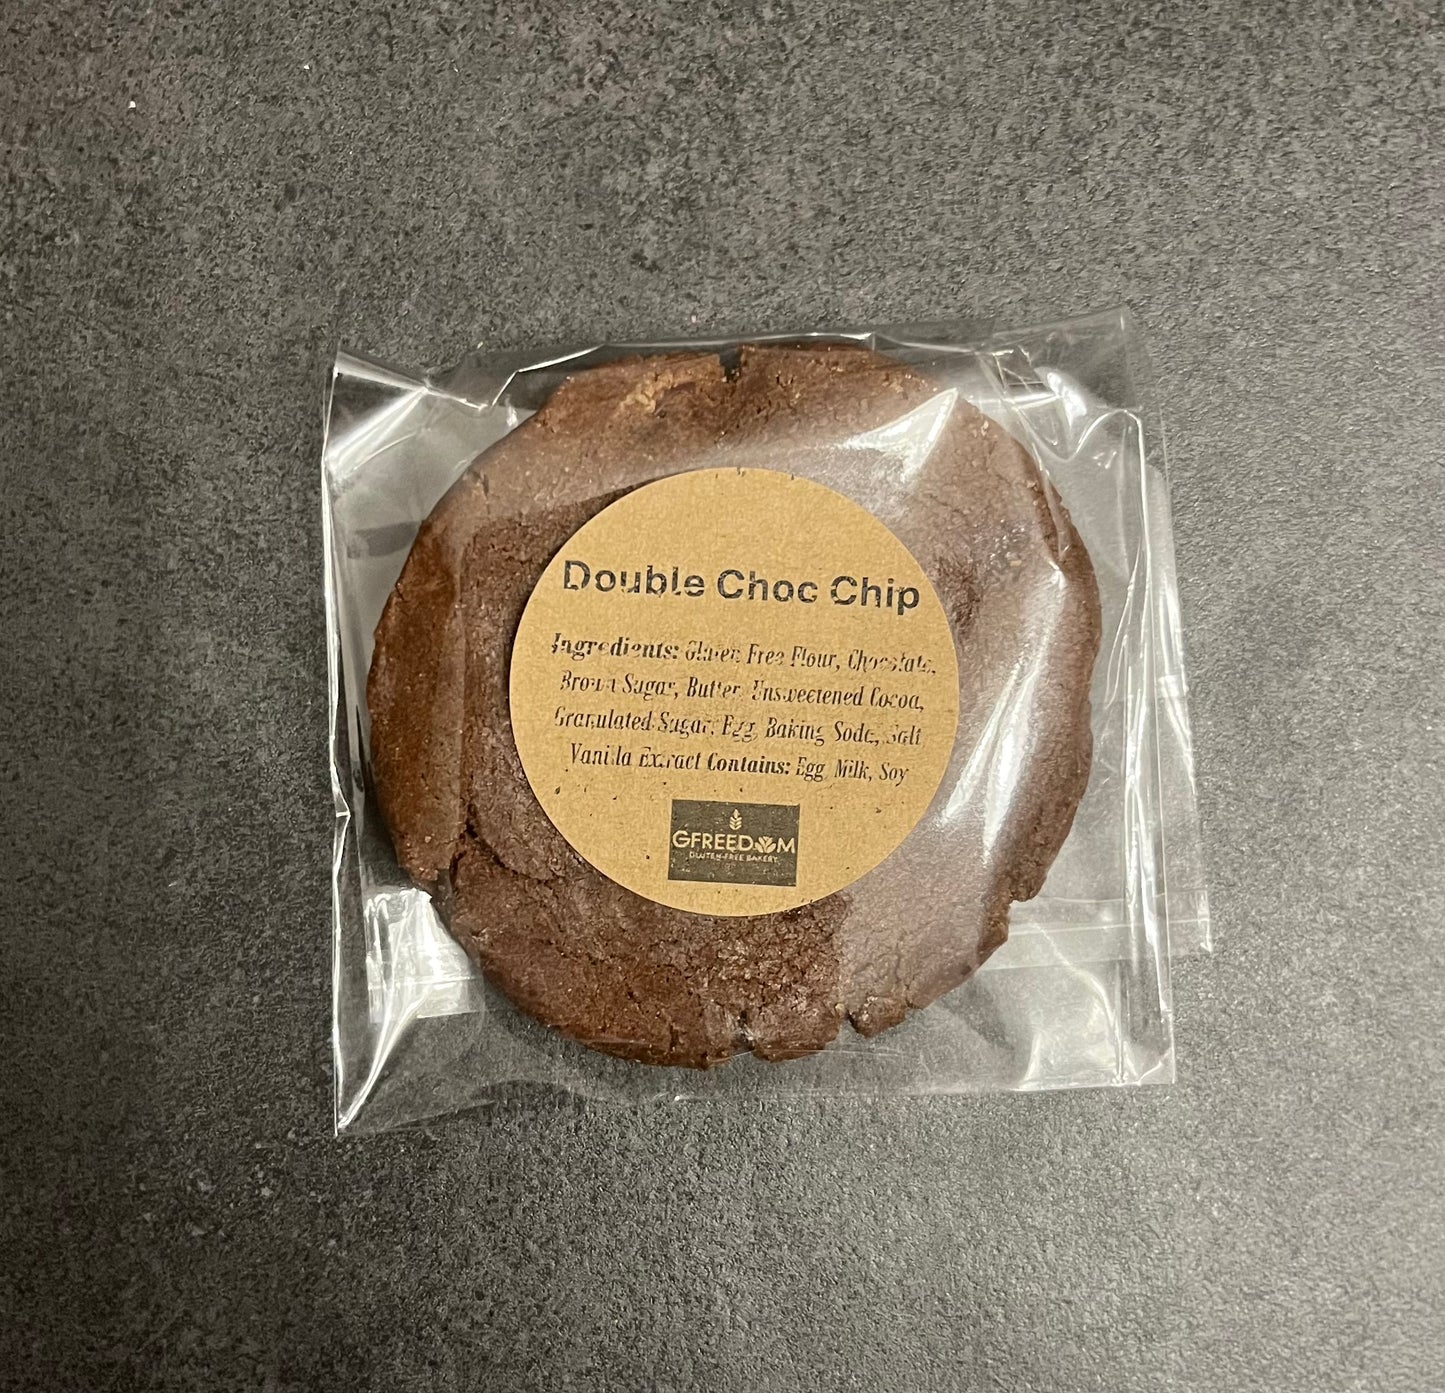 Double Choc Chip
Ingredients: Gluten Free Flour, Chocolate,
Brown Sugar, Butter, Unsweetened Cocoa,
Granulated Sugar, Egg, Baking Soda, Salt
Vanilla Extract Contains: Egg, Milk, Soy
GFREEDOM
GLUTEN-FREE BAKERY